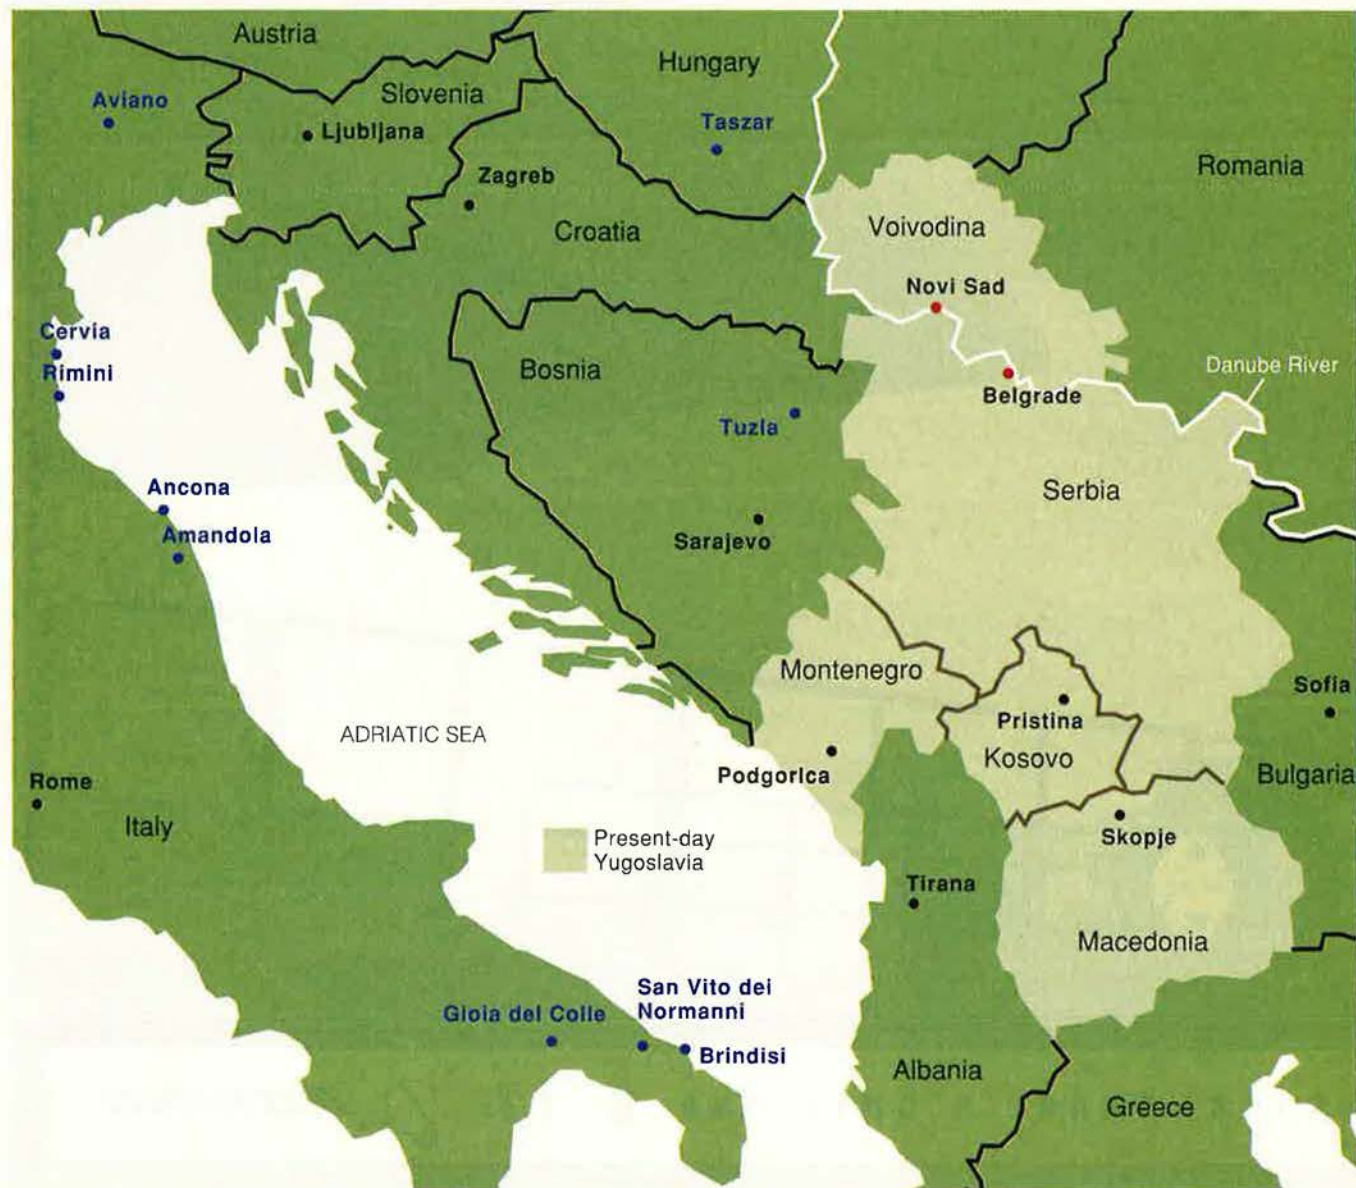 Austria
Hungary
Aviano
Slovenia
Ljubljana
Taszar
Romania
Zagreb
Croatia
Voivodina
Novi Sad
Cervia
Rimini
Bosnia
Danube River
Belgrade
Tuzla
Serbia
Ancona
Amandola
Sarajevo
Montenegro
Sofia
Pristina
ADRIATIC SEA
Kosovo
Podgorica
Bulgaria
Rome
Italy
Present-day
Yugoslavia
Skopje
Tirana
Macedonia
San Vito dei
Normanni
Gioia del Colle
Brindisi
Albania
Greece